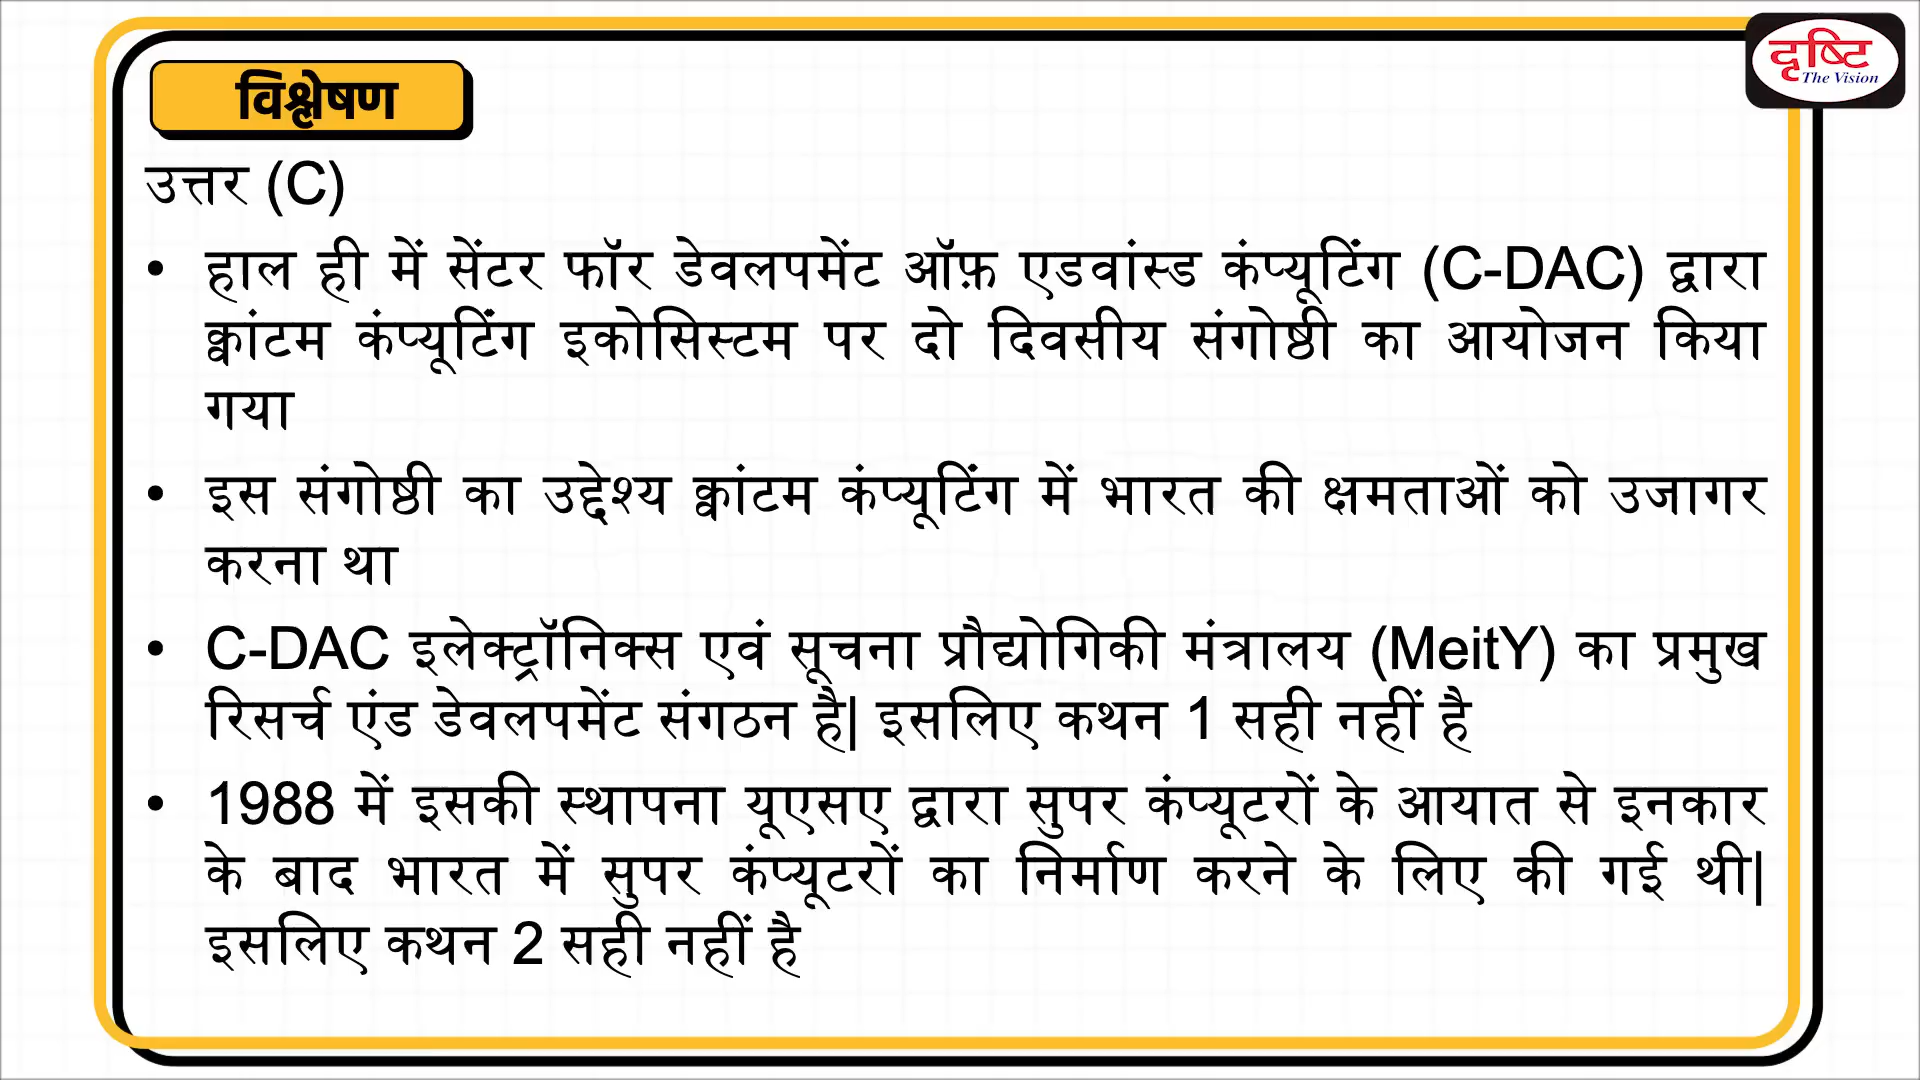 दृष्टि
The Vision
विश्लेषण
उत्तर (C)
• हाल ही में सेंटर फॉर डेवलपमेंट ऑफ़ एडवांस्ड कंप्यूटिंग (C-DAC) द्वारा
क्वांटम कंप्यूटिंग इकोसिस्टम पर दो दिवसीय संगोष्ठी का आयोजन किया
गया
• इस संगोष्ठी का उद्देश्य क्वांटम कंप्यूटिंग में भारत की क्षमताओं को उजागर
करना था
• C-DAC इलेक्ट्रॉनिक्स एवं सूचना प्रौद्योगिकी मंत्रालय (MeitY) का प्रमुख
रिसर्च एंड डेवलपमेंट संगठन है| इसलिए कथन 1 सही नहीं है
• 1988 में इसकी स्थापना यूएसए द्वारा सुपर कंप्यूटरों के आयात से इनकार
के बाद भारत में सुपर कंप्यूटरों का निर्माण करने के लिए की गई थी|
इसलिए कथन 2 सही नहीं है